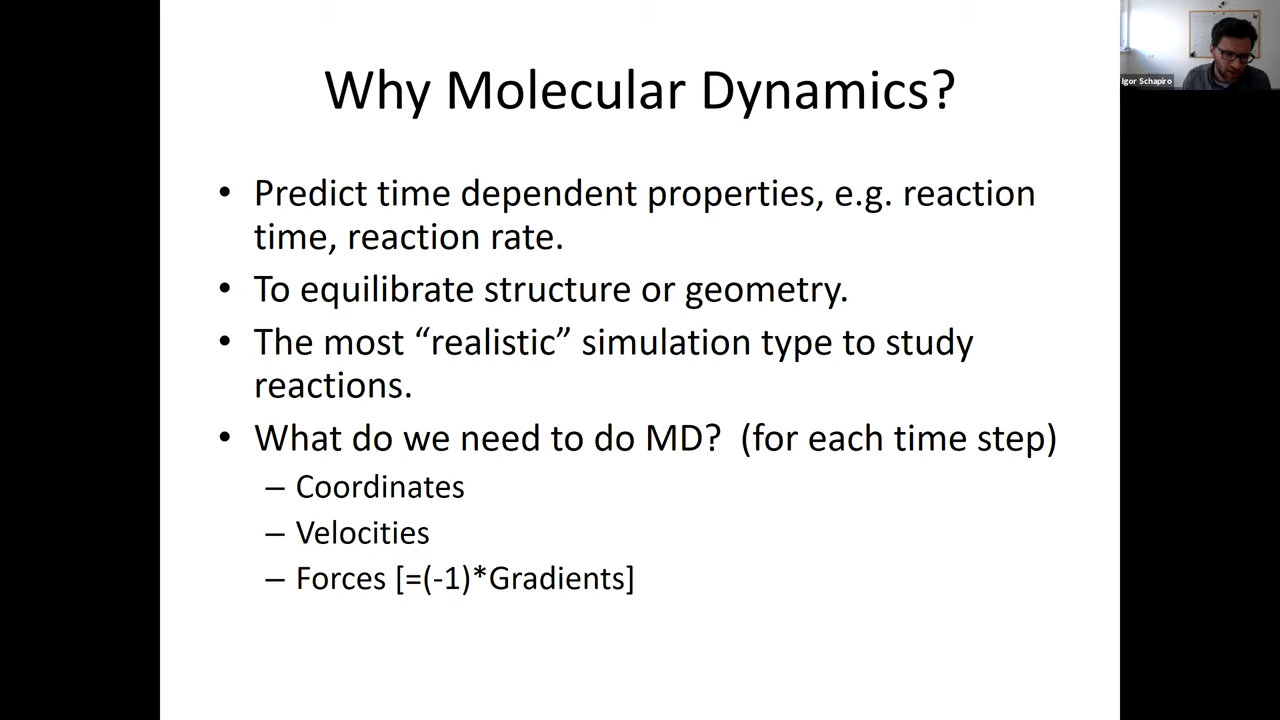 Why Molecular Dynamics?
Igor Schapiro
• Predict time dependent properties, e.g. reaction
time, reaction rate.
• To equilibrate structure or geometry.
• The most “realistic” simulation type to study
reactions.
• What do we need to do MD?  (for each time step)
– Coordinates
– Velocities
– Forces [=(-1)*Gradients]